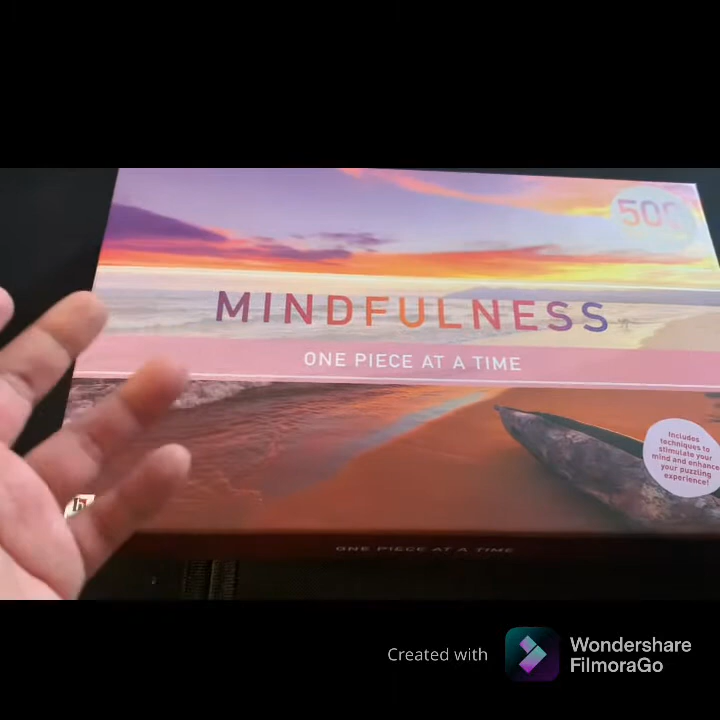 500
MINDFULNESS
ONE PIECE AT A TIME
Includes
techniques to
stimulate your
mind and enhance
your puzzling
experience!
h
ONE PIECE AT A TIME
Created with
Wondershare
FilmoraGo